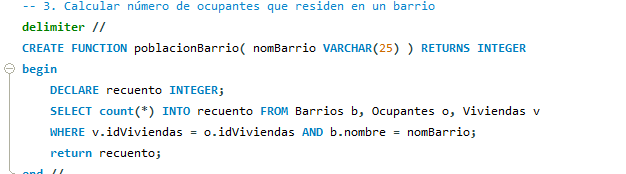 -- 3. Calcular número de ocupantes que residen en un barrio
delimiter //
CREATE FUNCTION poblacionBarrio( nomBarrio VARCHAR(25) ) RETURNS INTEGER
begin
DECLARE recuento INTEGER;
SELECT count(*) INTO recuento FROM Barrios b, Ocupantes o, Viviendas v
WHERE v.idViviendas = o.idViviendas AND b.nombre = nomBarrio;
return recuento;
end //